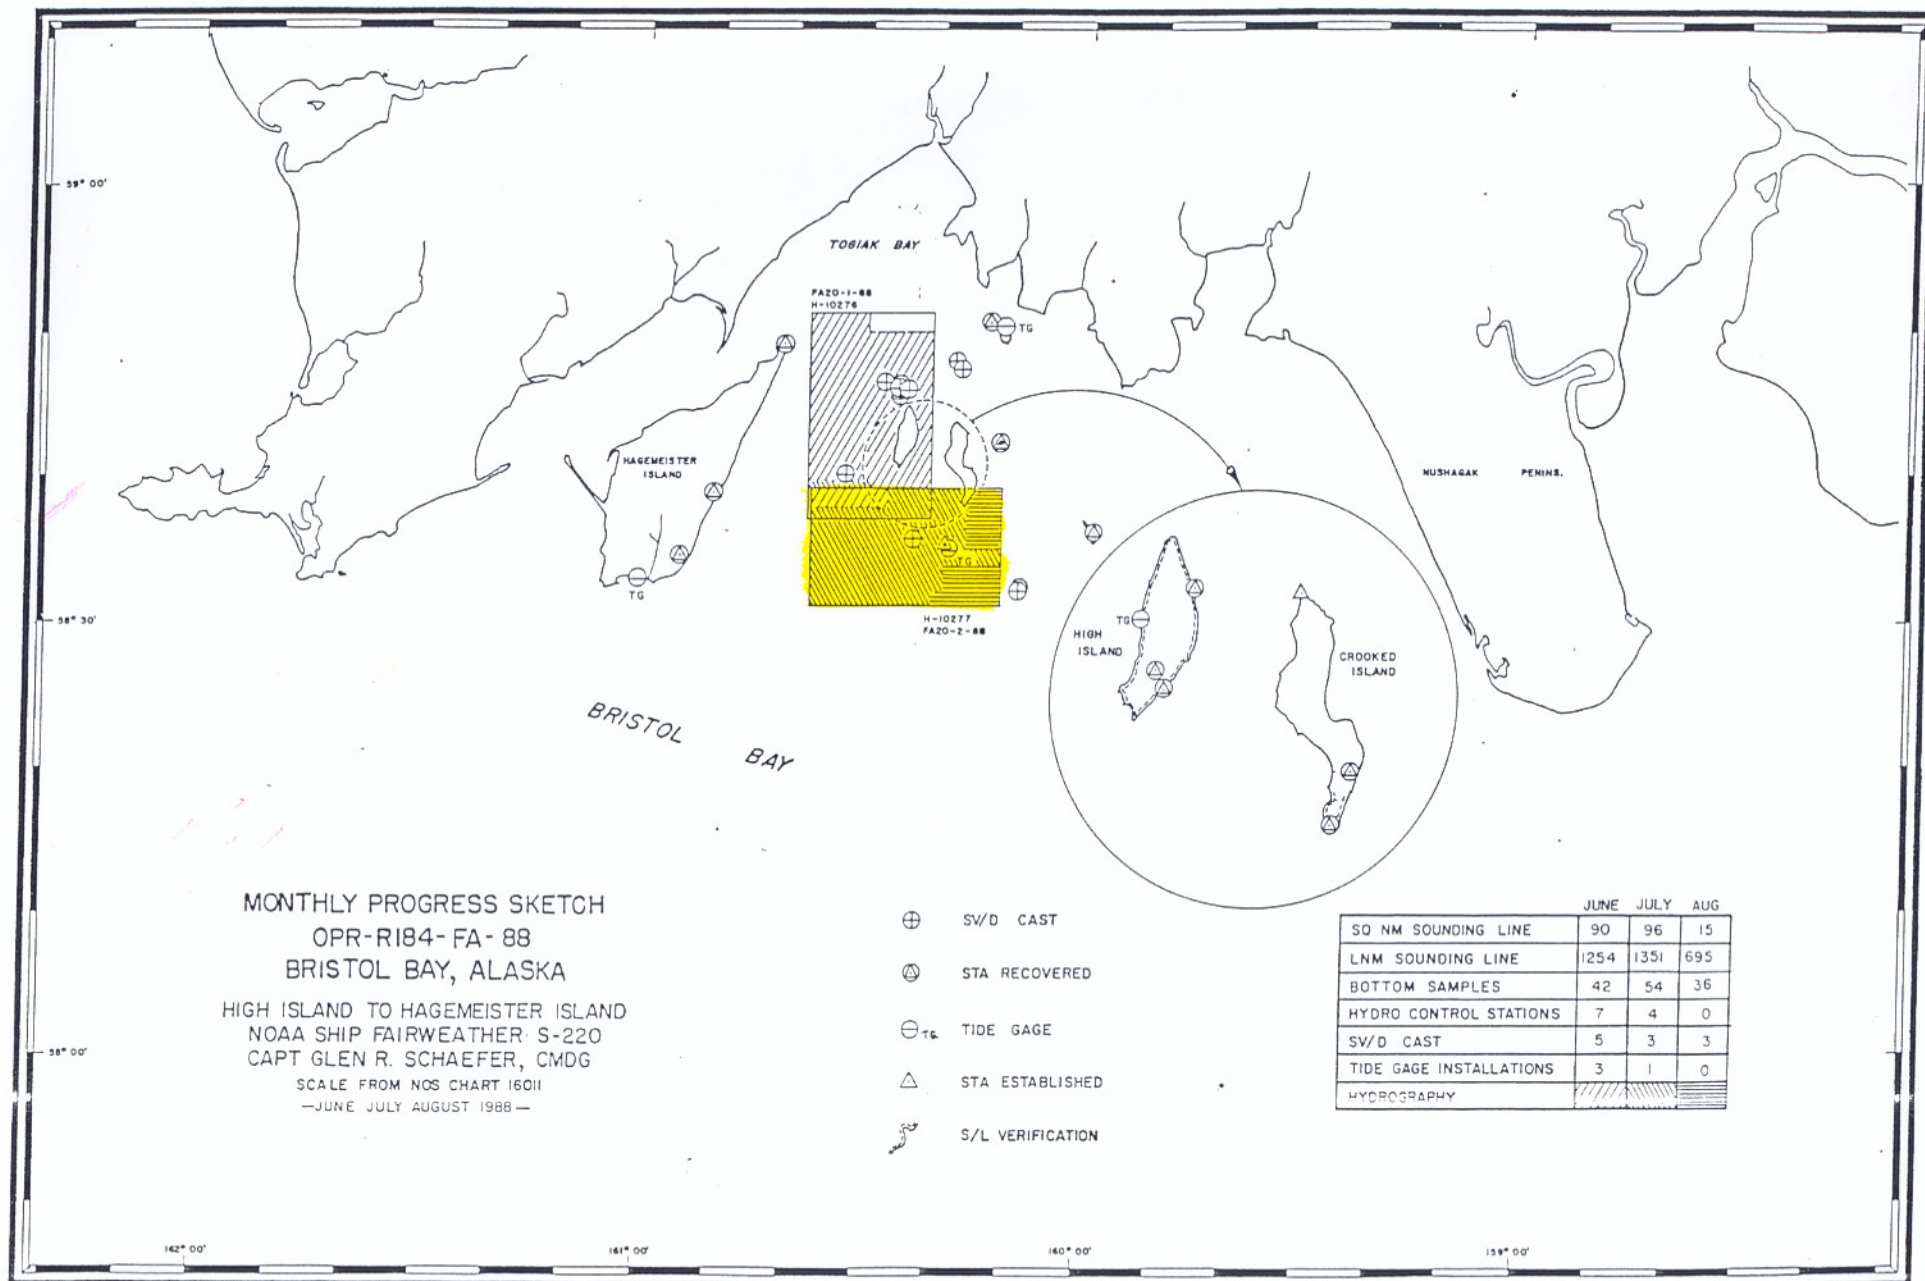 59° 00'
TOGIAK BAY
FA20-1-88
H-10276
TG
HAGEMEISTER
ISLAND
NUSHAGAK PENINS.
TG
TG
58° 30'
H-10277
FA20-2-88
TG
HIGH
ISLAND
CROOKED
ISLAND
BRISTOL BAY
MONTHLY PROGRESS SKETCH
OPR-R184-FA-88
BRISTOL BAY, ALASKA
HIGH ISLAND TO HAGEMEISTER ISLAND
NOAA SHIP FAIRWEATHER S-220
CAPT GLEN R. SCHAEFER, CMDG
SCALE FROM NOS CHART 16011
—JUNE JULY AUGUST 1988—
58° 00'
SV/D CAST
STA RECOVERED
TG. TIDE GAGE
STA ESTABLISHED
S/L VERIFICATION
JUNE JULY AUG
SQ NM SOUNDING LINE 90 96 15
LNM SOUNDING LINE 1254 1351 695
BOTTOM SAMPLES 42 54 36
HYDRO CONTROL STATIONS 7 4 0
SV/D CAST 5 3 3
TIDE GAGE INSTALLATIONS 3 1 0
HYDROGRAPHY
162° 00' 161° 00' 160° 00' 159° 00'